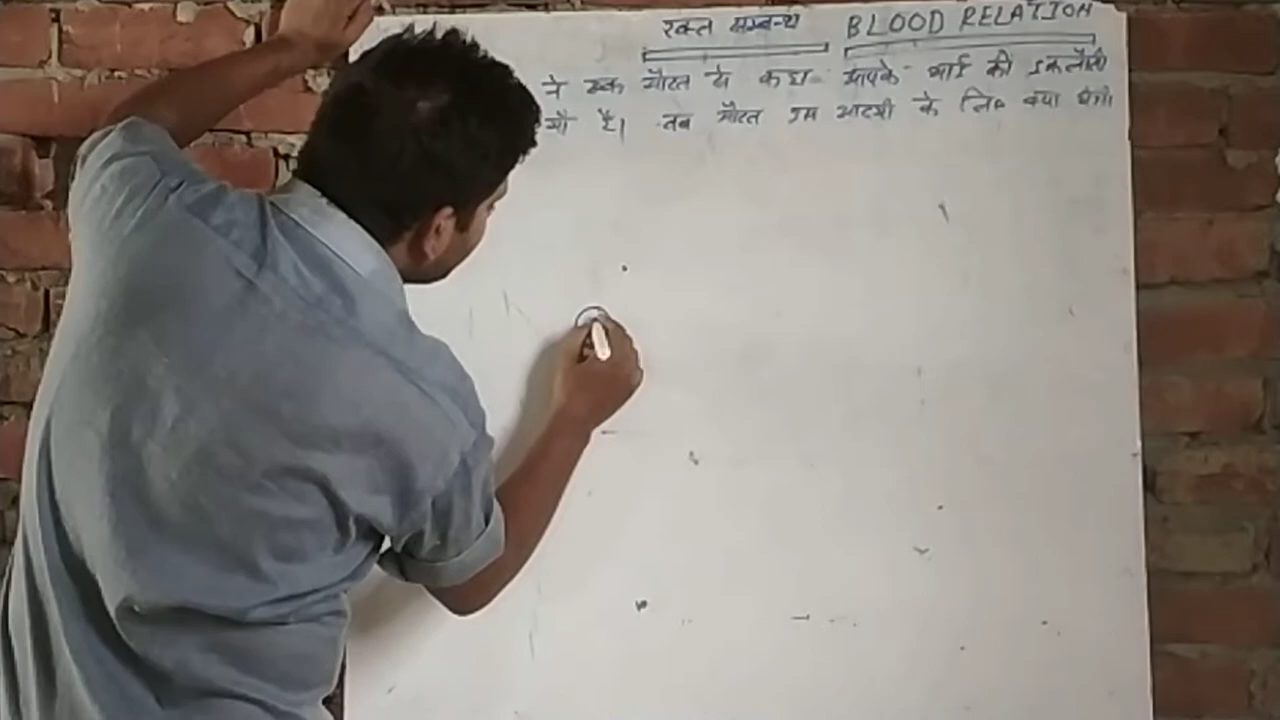 रक्त सम्बन्ध BLOOD RELATION
ने एक औरत से कहा आपके भाई की इकलौती
है। तब औरत उस आदमी के लिए क्या